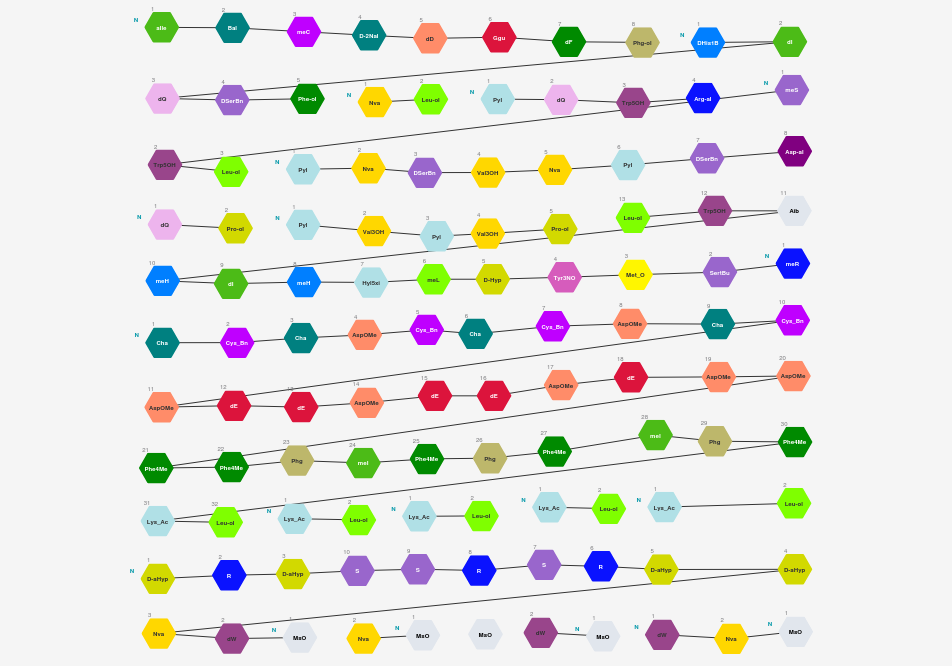 1 2 3 4 5 6 7 8 1 2
N aIle Bal meC D-2Nal dD Ggu dF Phg-ol N DHis1B dI
3 4 5 1 2 1 2 3 4 1
dQ DSerBn Phe-ol N Nva Leu-ol N Pyl dQ Trp5OH Arg-al N meS
2 3 1 2 3 4 5 6 7 8
Trp5OH Leu-ol N Pyl Nva DSerBn Val3OH Nva Pyl DSerBn Asp-al
1 2 1 2 3 4 5 13 12 11
N dQ Pro-ol N Pyl Val3OH Pyl Val3OH Pro-ol Leu-ol Trp5OH Aib
10 9 8 7 6 5 4 3 2 1
meH dI meH Hyl5xi meL D-Hyp Tyr3NO Met_O SertBu N meR
1 2 3 4 5 6 7 8 9 10
N Cha Cys_Bn Cha AspOMe Cys_Bn Cha Cys_Bn AspOMe Cha Cys_Bn
11 12 13 14 15 16 17 18 19 20
AspOMe dE dE AspOMe dE dE AspOMe dE AspOMe AspOMe
21 22 23 24 25 26 27 28 29 30
Phe4Me Phe4Me Phg meI Phe4Me Phg Phe4Me meI Phg Phe4Me
31 32 1 2 1 2 1 2 1 2
Lys_Ac Leu-ol N Lys_Ac Leu-ol N Lys_Ac Leu-ol N Lys_Ac Leu-ol N Lys_Ac Leu-ol
1 2 3 10 9 8 7 6 5 4
N D-aHyp R D-aHyp S S R S R D-aHyp D-aHyp
3 2 1 2 1 2 1 1 2 1
Nva dW N MaO Nva N MaO MaO dW N MaO N dW Nva N MaO